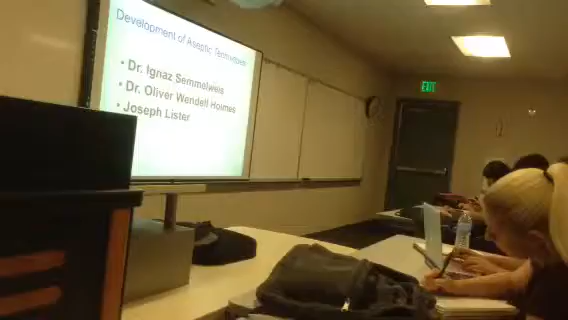 Development of Aseptic Techniques
• Dr. Ignaz Semmelweis
• Dr. Oliver Wendell Holmes
• Joseph Lister
EXIT